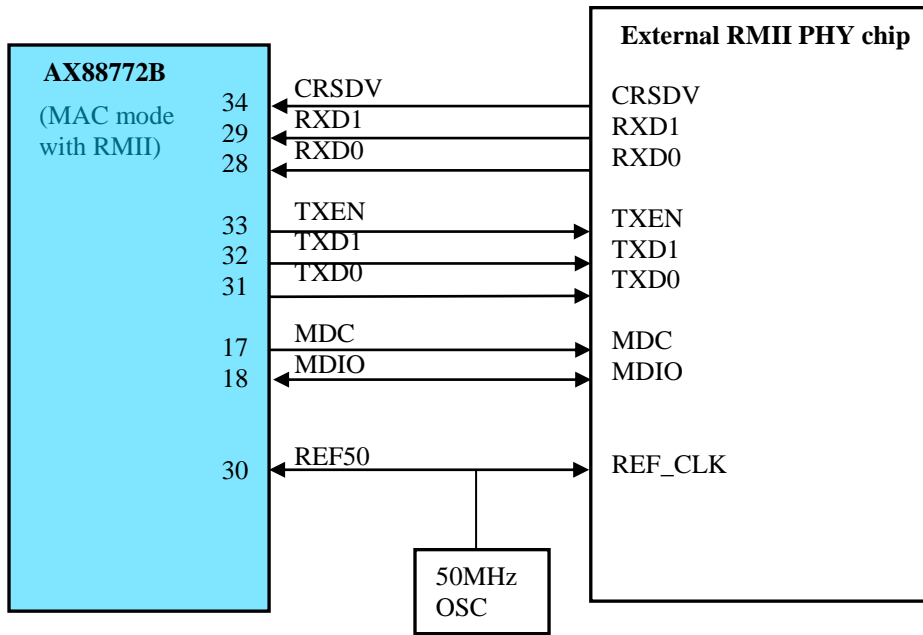 AX88772B
(MAC mode
with RMII)
34
29
28
33
32
31
17
18
30
CRSDV
RXD1
RXD0
TXEN
TXD1
TXD0
MDC
MDIO
REF50
External RMII PHY chip
CRSDV
RXD1
RXD0
TXEN
TXD1
TXD0
MDC
MDIO
REF_CLK
50MHz
OSC